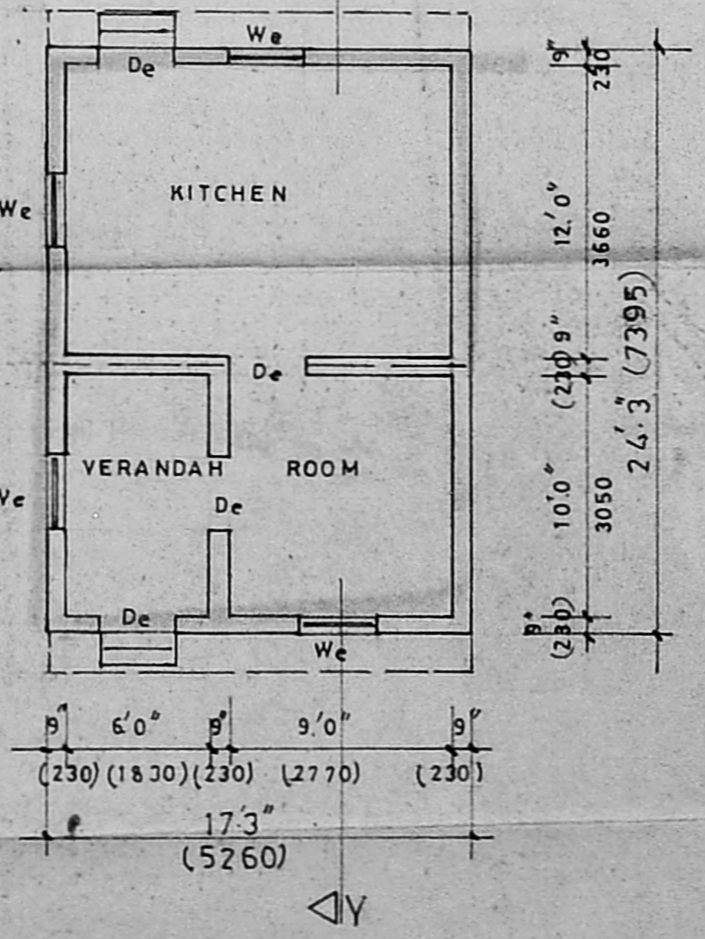 We
De
KITCHEN
We
De
VERANDAH ROOM
We
De
De
We
9"
230
12.'0"
3660
9"
(230)
24.'3" (7395)
10'.0"
3050
9"
(230)
9" 6.'0" 9" 9.'0" 9"
(230) (1830) (230) (2770) (230)
17'.3"
(5260)
Y